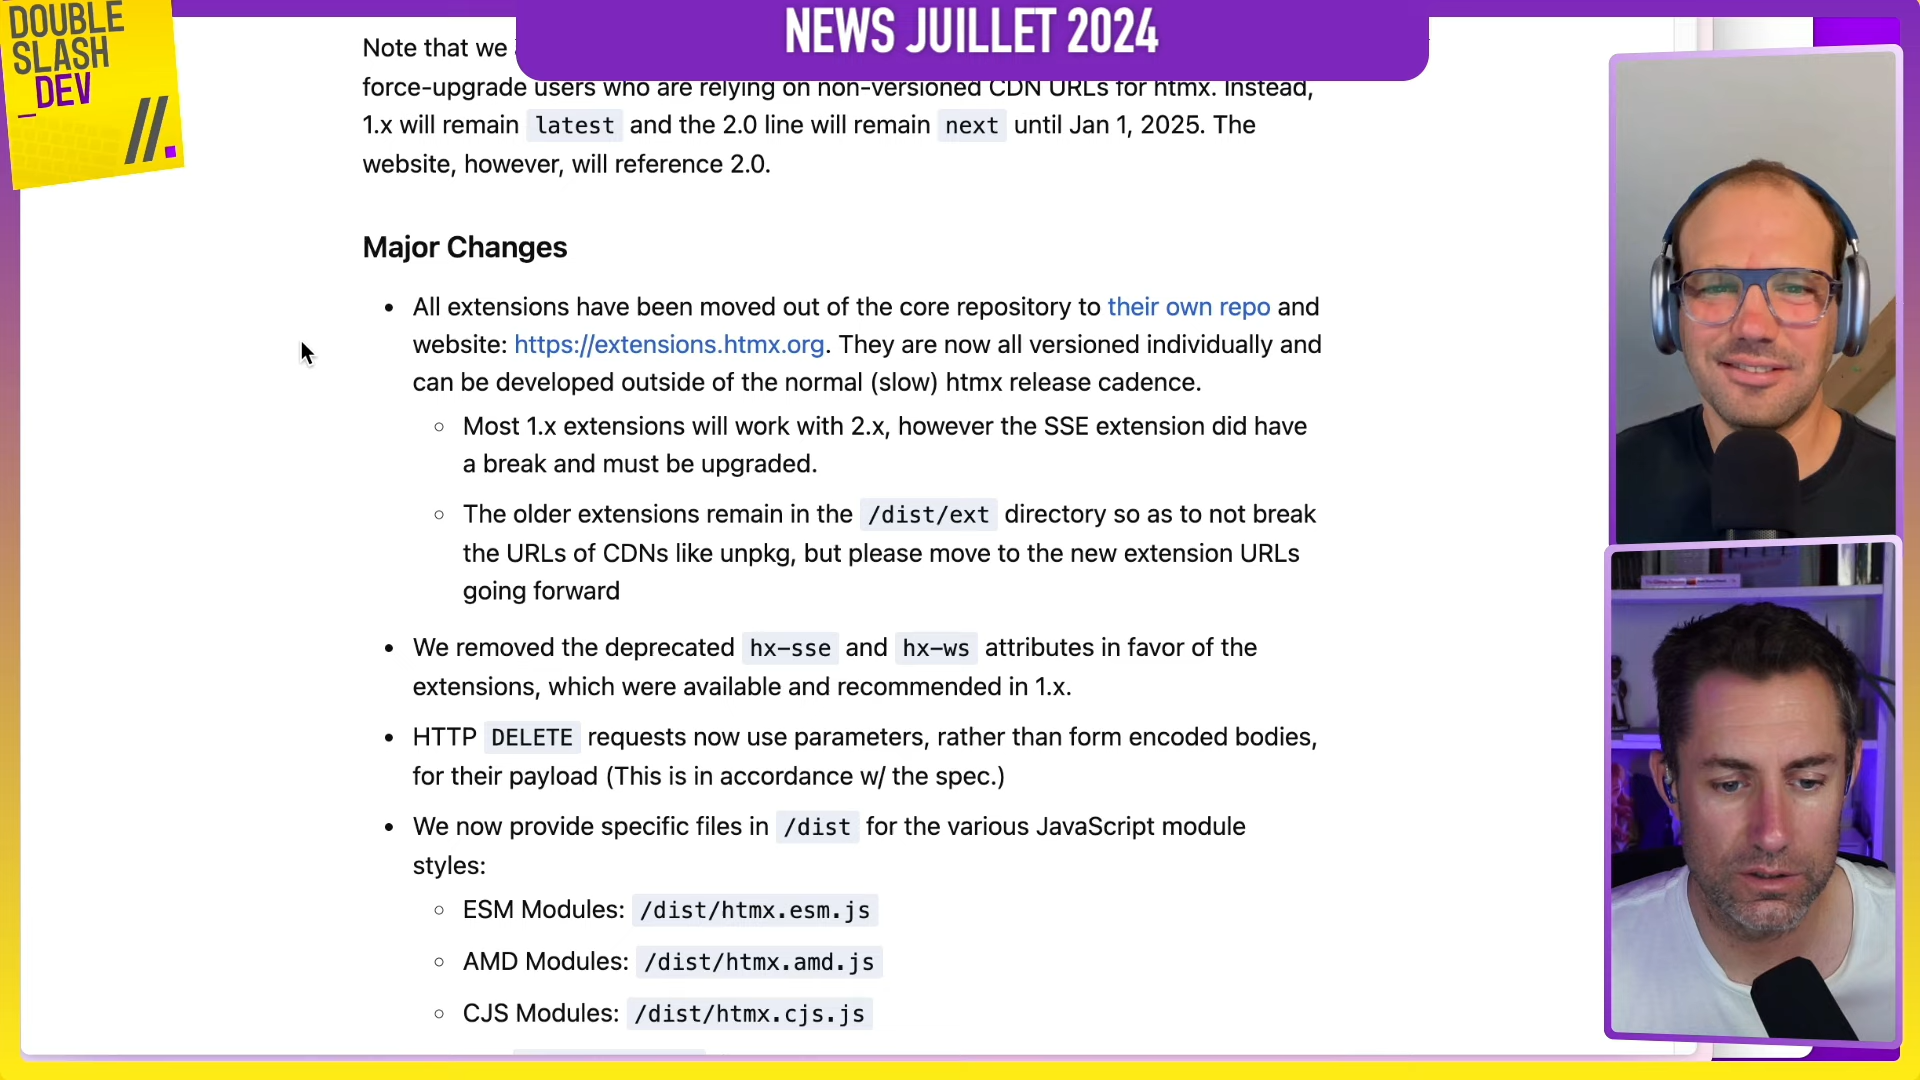 DOUBLE
SLASH
_DEV
//.
NEWS JUILLET 2024
Note that we
force-upgrade users who are relying on non-versioned CDN URLs for htmx. Instead,
1.x will remain latest and the 2.0 line will remain next until Jan 1, 2025. The
website, however, will reference 2.0.
Major Changes
• All extensions have been moved out of the core repository to their own repo and
website: https://extensions.htmx.org. They are now all versioned individually and
can be developed outside of the normal (slow) htmx release cadence.
◦ Most 1.x extensions will work with 2.x, however the SSE extension did have
a break and must be upgraded.
◦ The older extensions remain in the /dist/ext directory so as to not break
the URLs of CDNs like unpkg, but please move to the new extension URLs
going forward
• We removed the deprecated hx-sse and hx-ws attributes in favor of the
extensions, which were available and recommended in 1.x.
• HTTP DELETE requests now use parameters, rather than form encoded bodies,
for their payload (This is in accordance w/ the spec.)
• We now provide specific files in /dist for the various JavaScript module
styles:
◦ ESM Modules: /dist/htmx.esm.js
◦ AMD Modules: /dist/htmx.amd.js
◦ CJS Modules: /dist/htmx.cjs.js